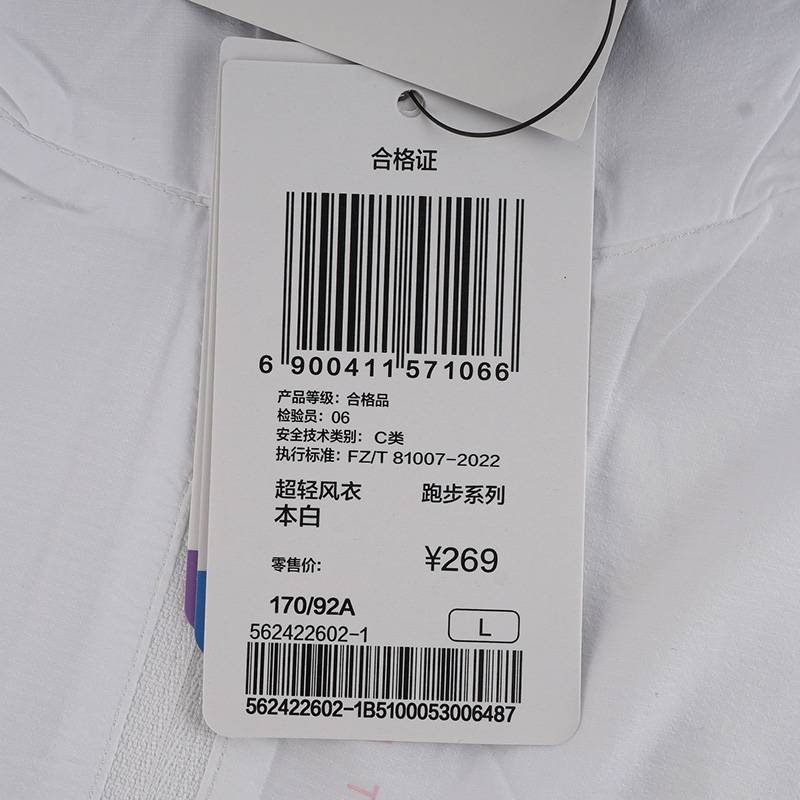 合格证
6 900411 571066
产品等级: 合格品
检验员: 06
安全技术类别: C类
执行标准: FZ/T 81007-2022
超轻风衣 跑步系列
本白
零售价: ¥269
170/92A
562422602-1 L
562422602-1B5100053006487
T